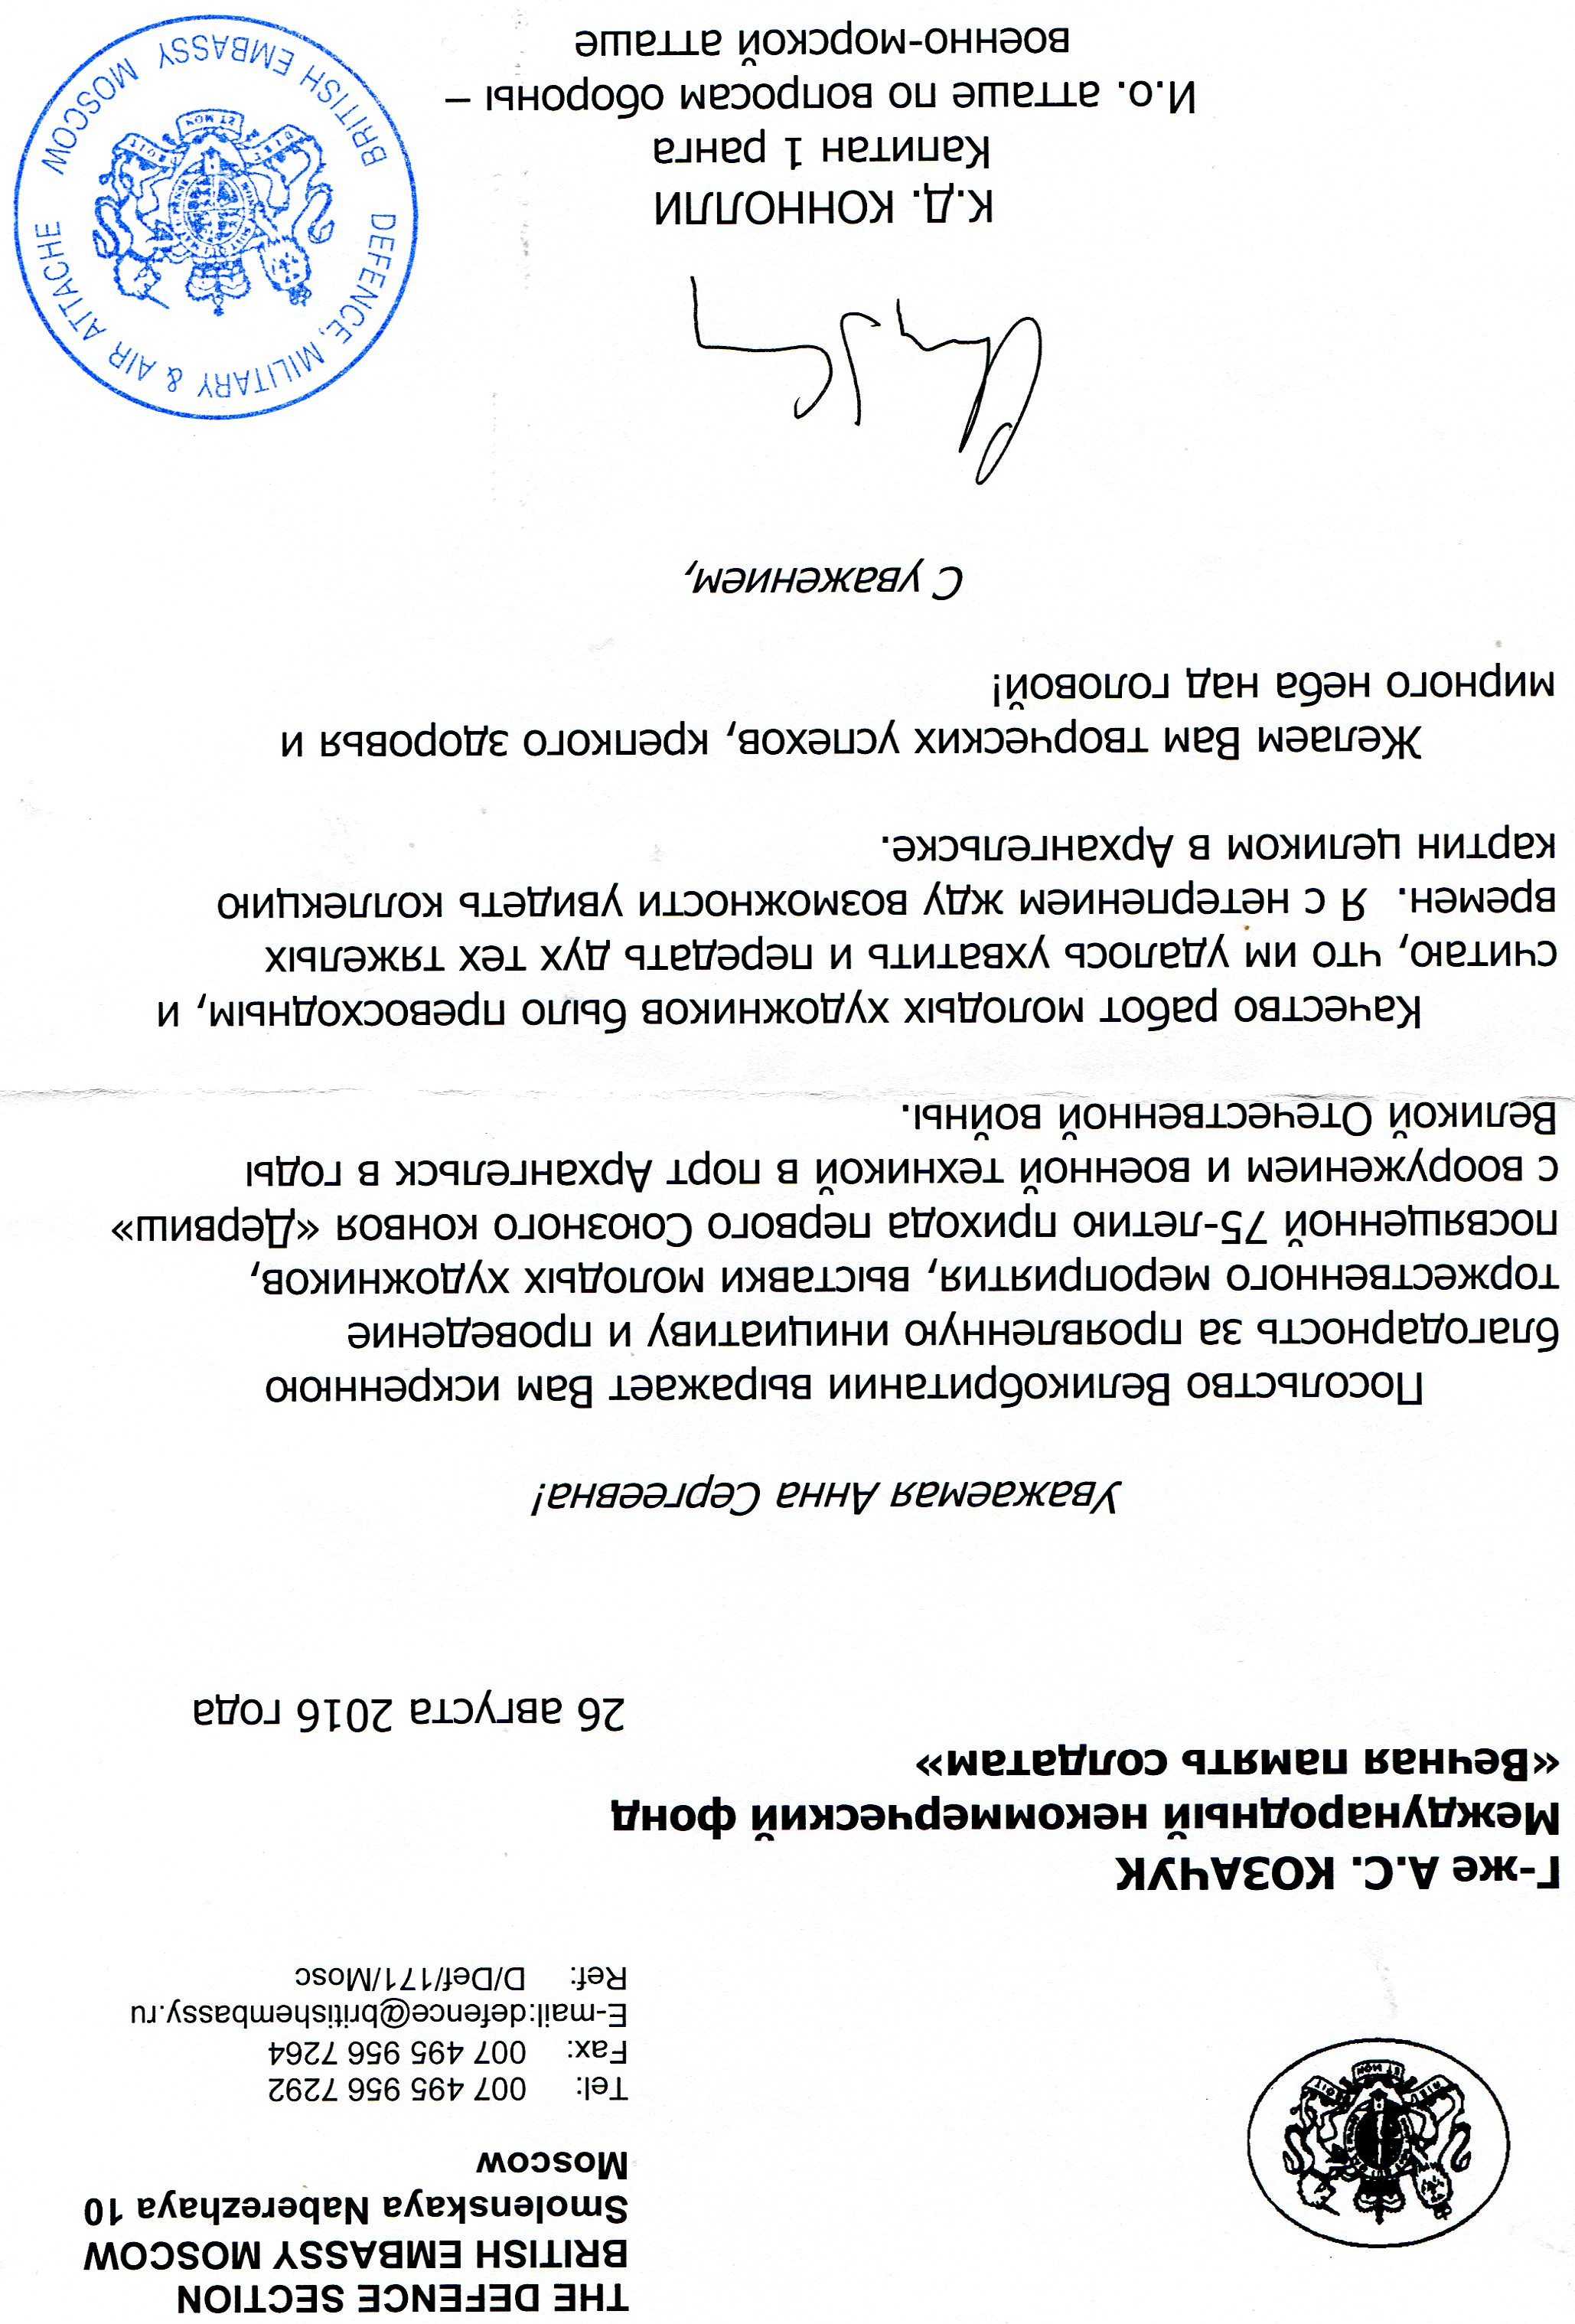 THE DEFENCE SECTION
BRITISH EMBASSY MOSCOW
Smolenskaya Naberezhaya 10
Moscow
Tel: 007 495 956 7292
Fax: 007 495 956 7264
E-mail:defence@britishembassy.ru
Ref: D/Def/171/Mosc
Г-же А.С. КОЗАЧУК
Международный некоммерческий фонд
«Вечная память солдатам»
26 августа 2016 года
Уважаемая Анна Сергеевна!
Посольство Великобритании выражает Вам искреннюю
благодарность за проявленную инициативу и проведение
торжественного мероприятия, выставки молодых художников,
посвященной 75-летию прихода первого Союзного конвоя «Дервиш»
с вооружением и военной техникой в порт Архангельск в годы
Великой Отечественной войны.
Качество работ молодых художников было превосходным, и
считаю, что им удалось ухватить и передать дух тех тяжелых
времен. Я с нетерпением жду возможности увидеть коллекцию
картин целиком в Архангельске.
Желаем Вам творческих успехов, крепкого здоровья и
мирного неба над головой!
С уважением,
К.Д. КОННОЛЛИ
Капитан 1 ранга
И.о. атташе по вопросам обороны –
военно-морской атташе
DEFENCE, MILITARY & AIR ATTACHE
BRITISH EMBASSY MOSCOW